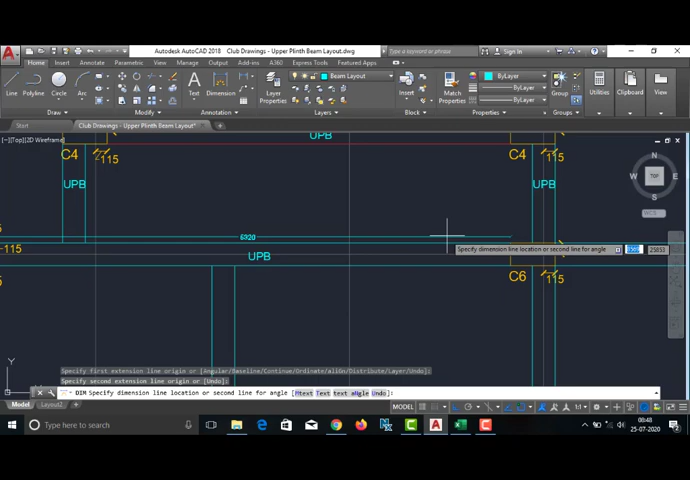 Autodesk AutoCAD 2018 Club Drawings - Upper Plinth Beam Layout.dwg
Type a keyword or phrase
Sign In
Home Insert Annotate Parametric View Manage Output Add-ins A360 Express Tools Featured Apps
Line Polyline Circle Arc
Text Dimension
Layer Properties
Beam Layout
Insert
Match Properties
ByLayer
ByLayer
ByLayer
Group
Utilities
Clipboard
View
Draw Modify Annotation Layers Block Properties Groups
Start
Club Drawings - Upper Plinth Beam Layout*
[−][Top][2D Wireframe]
UPB
C4
115
C4
115
N
W TOP E
S
WCS
UPB
UPB
6920
115
UPB
Specify dimension line location or second line for angle
25853
C6
115
Y
X
Specify first extension line origin or [Angular/Baseline/Continue/Ordinate/aliGn/Distribute/Layer/Undo]:
Specify second extension line origin or [Undo]:
DIM Specify dimension line location or second line for angle [Mtext Text text aNgle Undo]:
Model Layout2
MODEL
1:1
Type here to search
08:48
25-07-2020